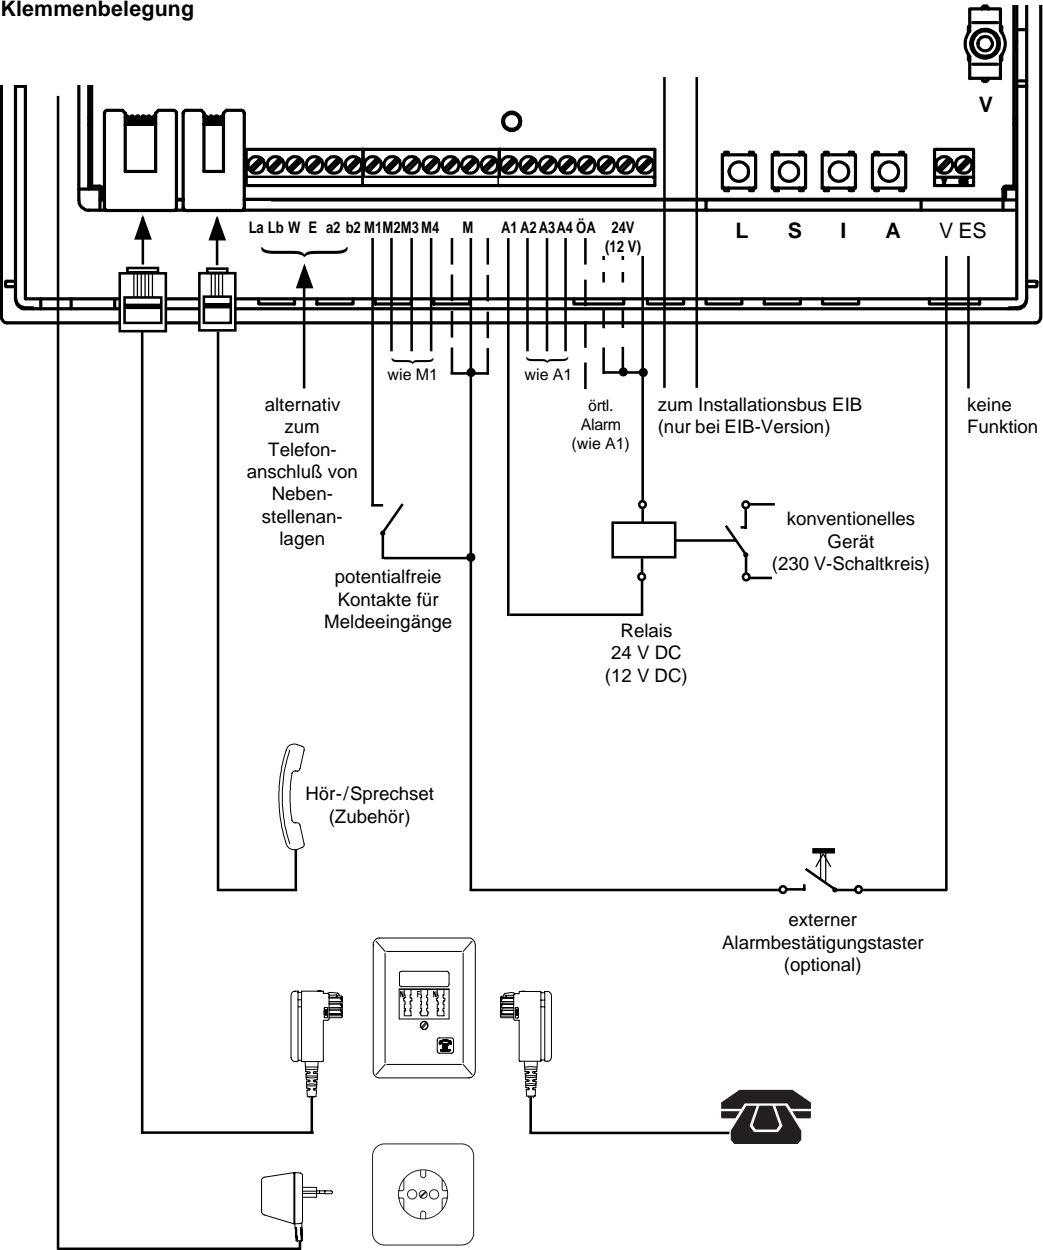 Klemmenbelegung
V
La Lb W E a2 b2 M1 M2 M3 M4 M A1 A2 A3 A4 ÖA 24V
(12 V)
L S I A V ES
wie M1
wie A1
örtl.
Alarm
(wie A1)
zum Installationsbus EIB
(nur bei EIB-Version)
keine
Funktion
alternativ
zum
Telefon-
anschluß von
Neben-
stellenan-
lagen
konventionelles
Gerät
(230 V-Schaltkreis)
potentialfreie
Kontakte für
Meldeeingänge
Relais
24 V DC
(12 V DC)
Hör-/Sprechset
(Zubehör)
externer
Alarmbestätigungstaster
(optional)
N F N